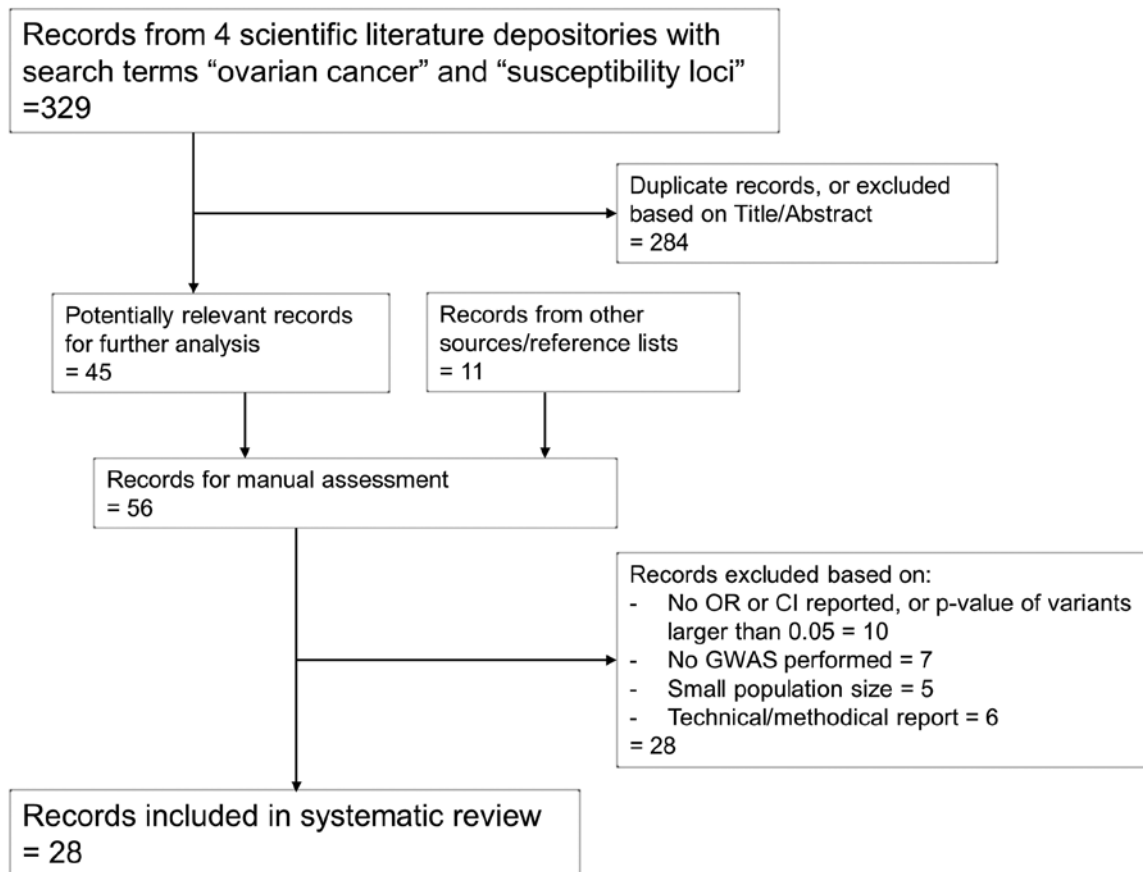 Records from 4 scientific literature depositories with
search terms “ovarian cancer” and “susceptibility loci”
=329
Duplicate records, or excluded
based on Title/Abstract
= 284
Potentially relevant records
for further analysis
= 45
Records from other
sources/reference lists
= 11
Records for manual assessment
= 56
Records excluded based on:
- No OR or CI reported, or p-value of variants
larger than 0.05 = 10
- No GWAS performed = 7
- Small population size = 5
- Technical/methodical report = 6
= 28
Records included in systematic review
= 28